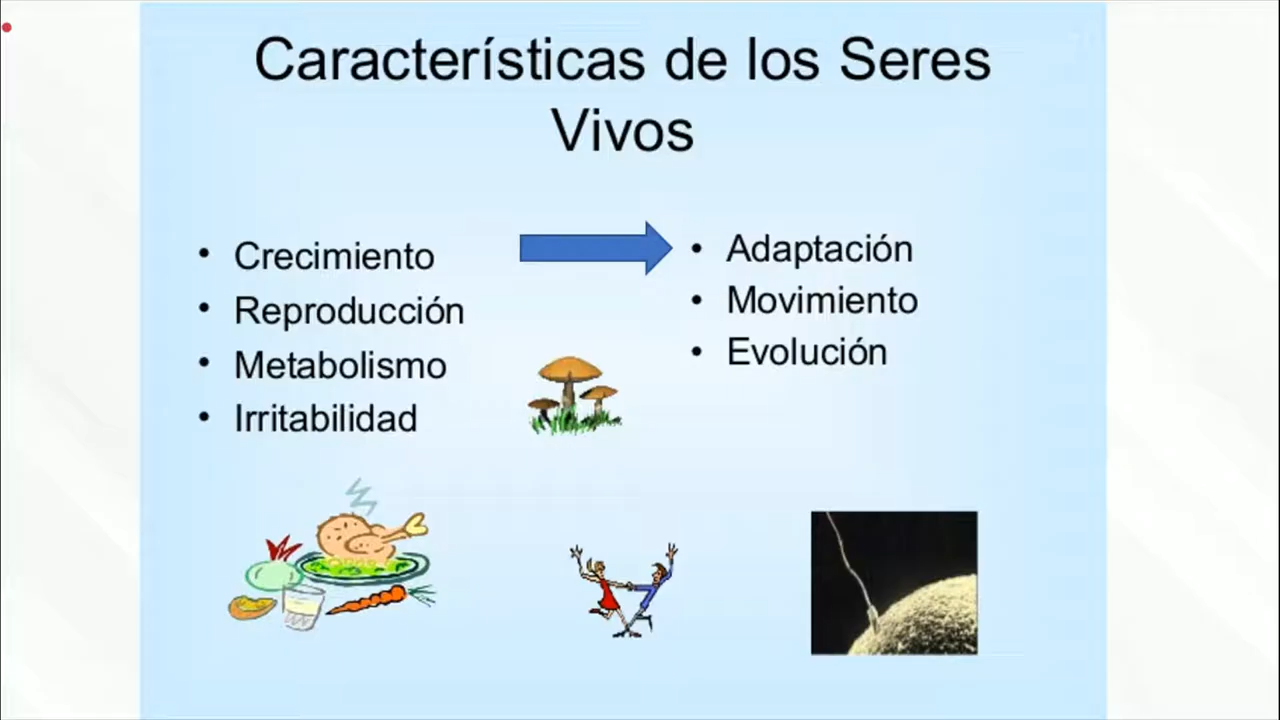 Características de los Seres
Vivos
• Crecimiento
• Reproducción
• Metabolismo
• Irritabilidad
• Adaptación
• Movimiento
• Evolución